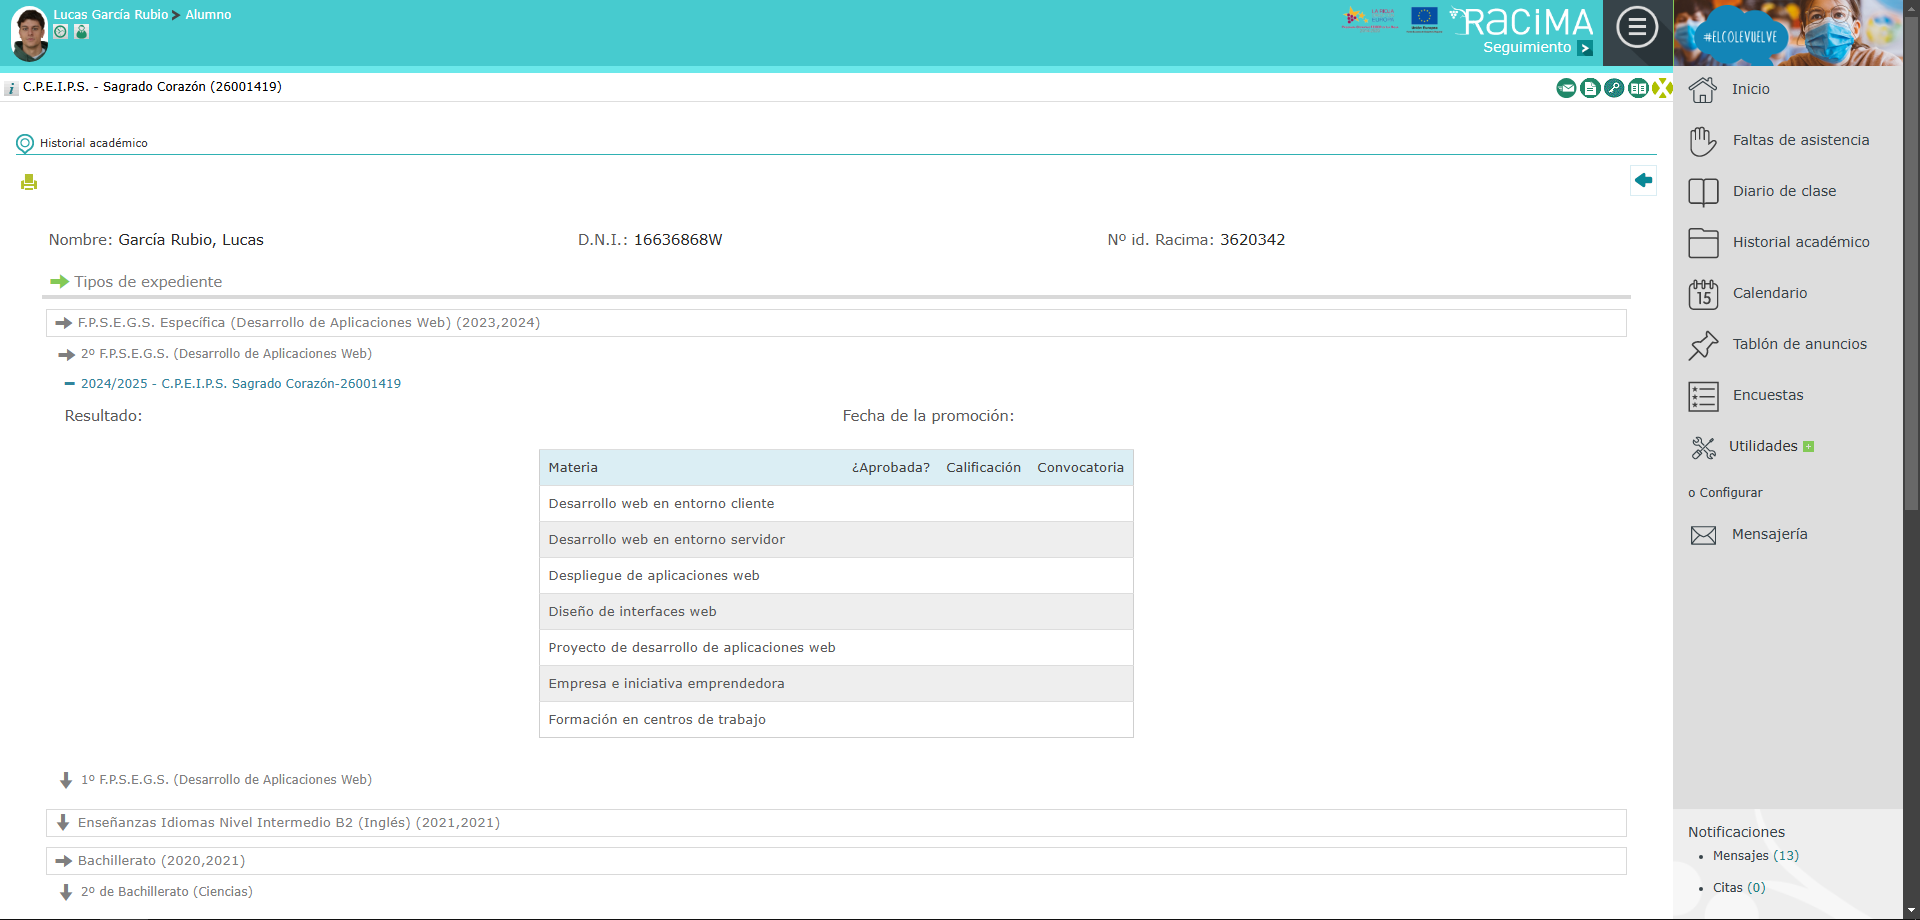 Lucas García Rubio > Alumno
RACIMA
Seguimiento
#ELCOLEVUELVE
C.P.E.I.P.S. - Sagrado Corazón (26001419)
Historial académico
Nombre: García Rubio, Lucas D.N.I.: 16636868W Nº id. Racima: 3620342
Tipos de expediente
F.P.S.E.G.S. Específica (Desarrollo de Aplicaciones Web) (2023,2024)
2º F.P.S.E.G.S. (Desarrollo de Aplicaciones Web)
2024/2025 - C.P.E.I.P.S. Sagrado Corazón-26001419
Resultado: Fecha de la promoción:
Materia ¿Aprobada? Calificación Convocatoria
Desarrollo web en entorno cliente
Desarrollo web en entorno servidor
Despliegue de aplicaciones web
Diseño de interfaces web
Proyecto de desarrollo de aplicaciones web
Empresa e iniciativa emprendedora
Formación en centros de trabajo
1º F.P.S.E.G.S. (Desarrollo de Aplicaciones Web)
Enseñanzas Idiomas Nivel Intermedio B2 (Inglés) (2021,2021)
Bachillerato (2020,2021)
2º de Bachillerato (Ciencias)
Inicio
Faltas de asistencia
Diario de clase
Historial académico
15
Calendario
Tablón de anuncios
Encuestas
Utilidades
o Configurar
Mensajería
Notificaciones
• Mensajes (13)
• Citas (0)